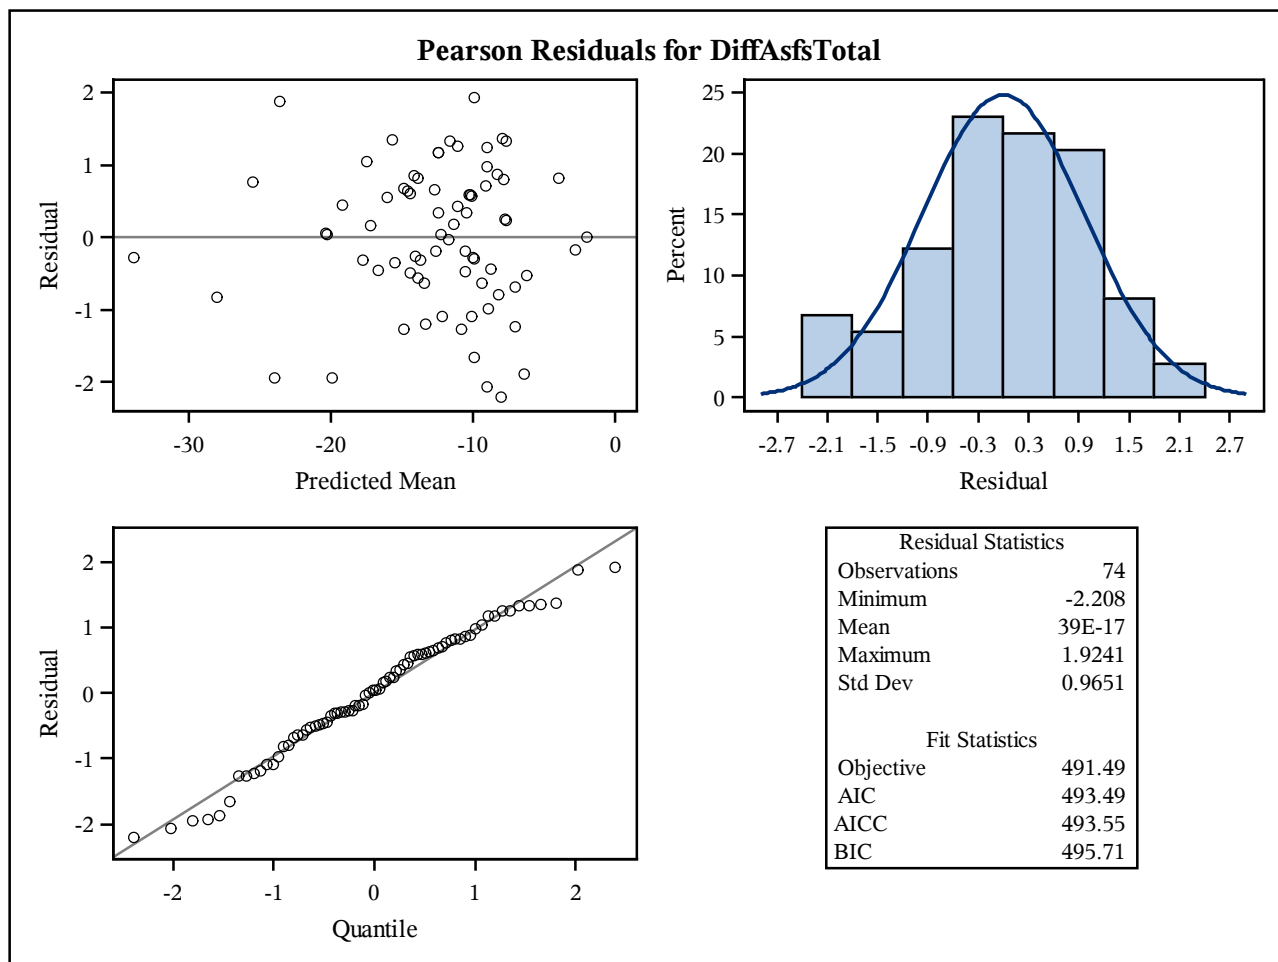 Pearson Residuals for DiffAsfsTotal
2
1
0
-1
-2
Residual
-30 -20 -10 0
Predicted Mean
25
20
15
10
5
0
Percent
-2.7 -2.1 -1.5 -0.9 -0.3 0.3 0.9 1.5 2.1 2.7
Residual
2
1
0
-1
-2
Residual
-2 -1 0 1 2
Quantile
Residual Statistics
Observations 74
Minimum -2.208
Mean 39E-17
Maximum 1.9241
Std Dev 0.9651
Fit Statistics
Objective 491.49
AIC 493.49
AICC 493.55
BIC 495.71